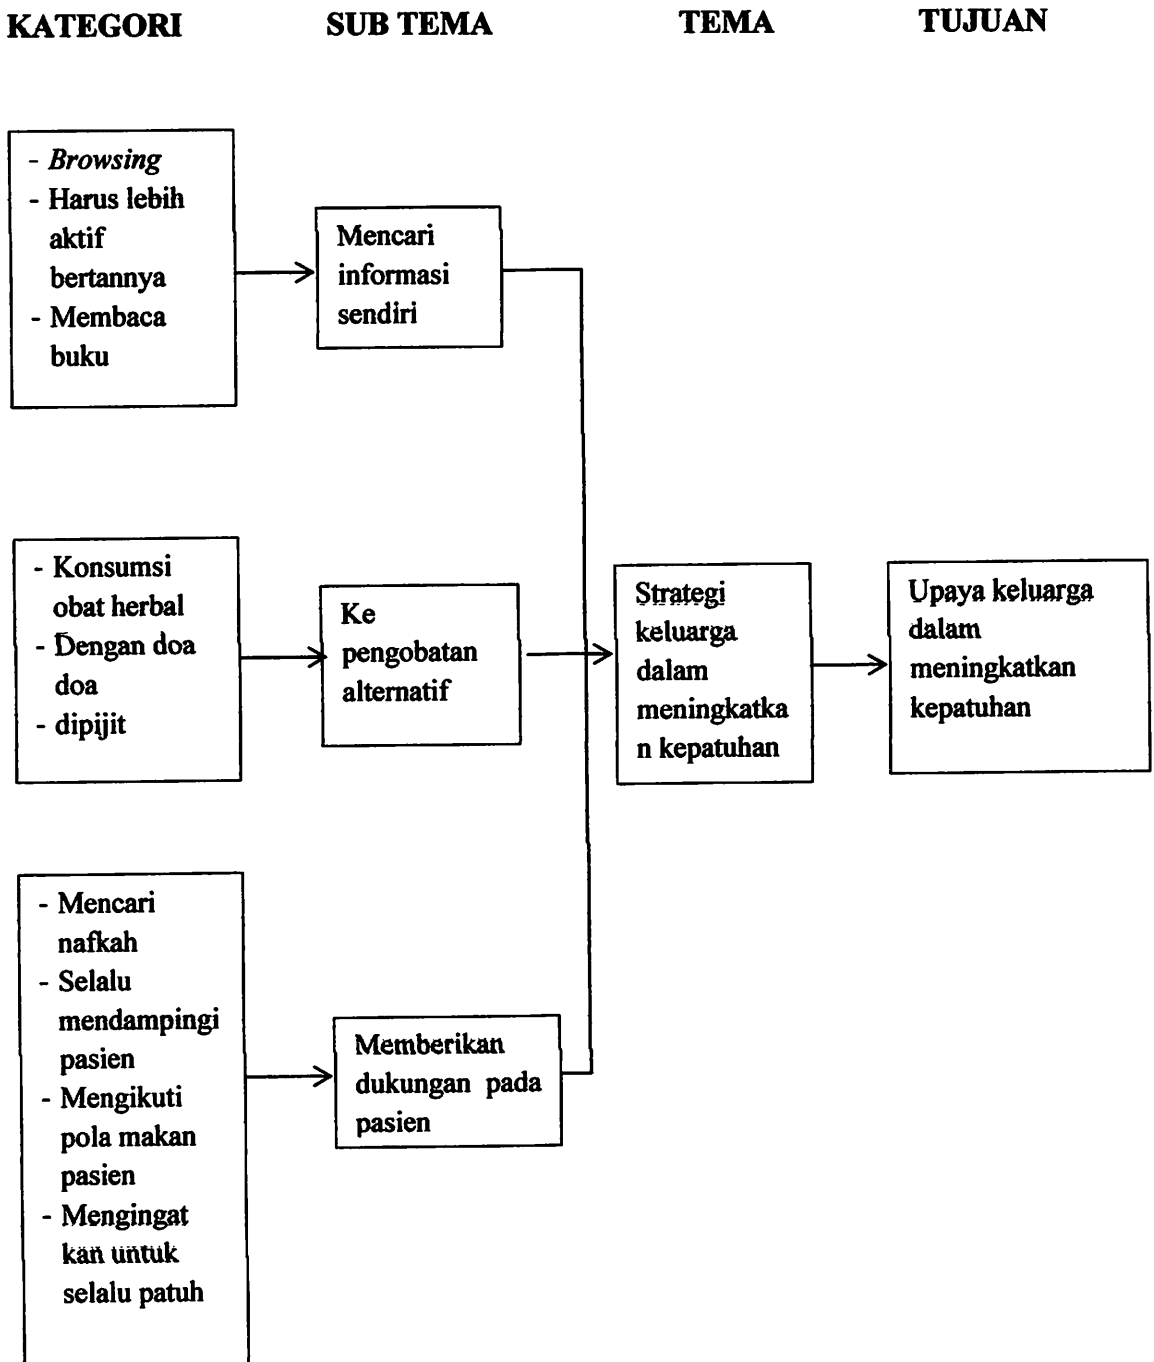 KATEGORI
SUB TEMA
TEMA
TUJUAN
- Browsing
- Harus lebih
aktif
bertannya
- Membaca
buku
Mencari
informasi
sendiri
- Konsumsi
obat herbal
- Dengan doa
doa
- dipijit
Ke
pengobatan
alternatif
Strategi
keluarga
dalam
meningkatka
n kepatuhan
Upaya keluarga
dalam
meningkatkan
kepatuhan
- Mencari
nafkah
- Selalu
mendampingi
pasien
- Mengikuti
pola makan
pasien
- Mengingat
kan untuk
selalu patuh
Memberikan
dukungan pada
pasien